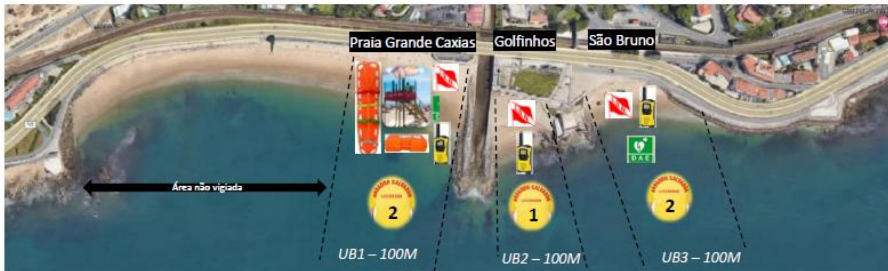 Praia Grande Caxias
Golfinhos
São Bruno
DAE
Área não vigiada
2
1
2
UB1 – 100M
UB2 – 100M
UB3 – 100M